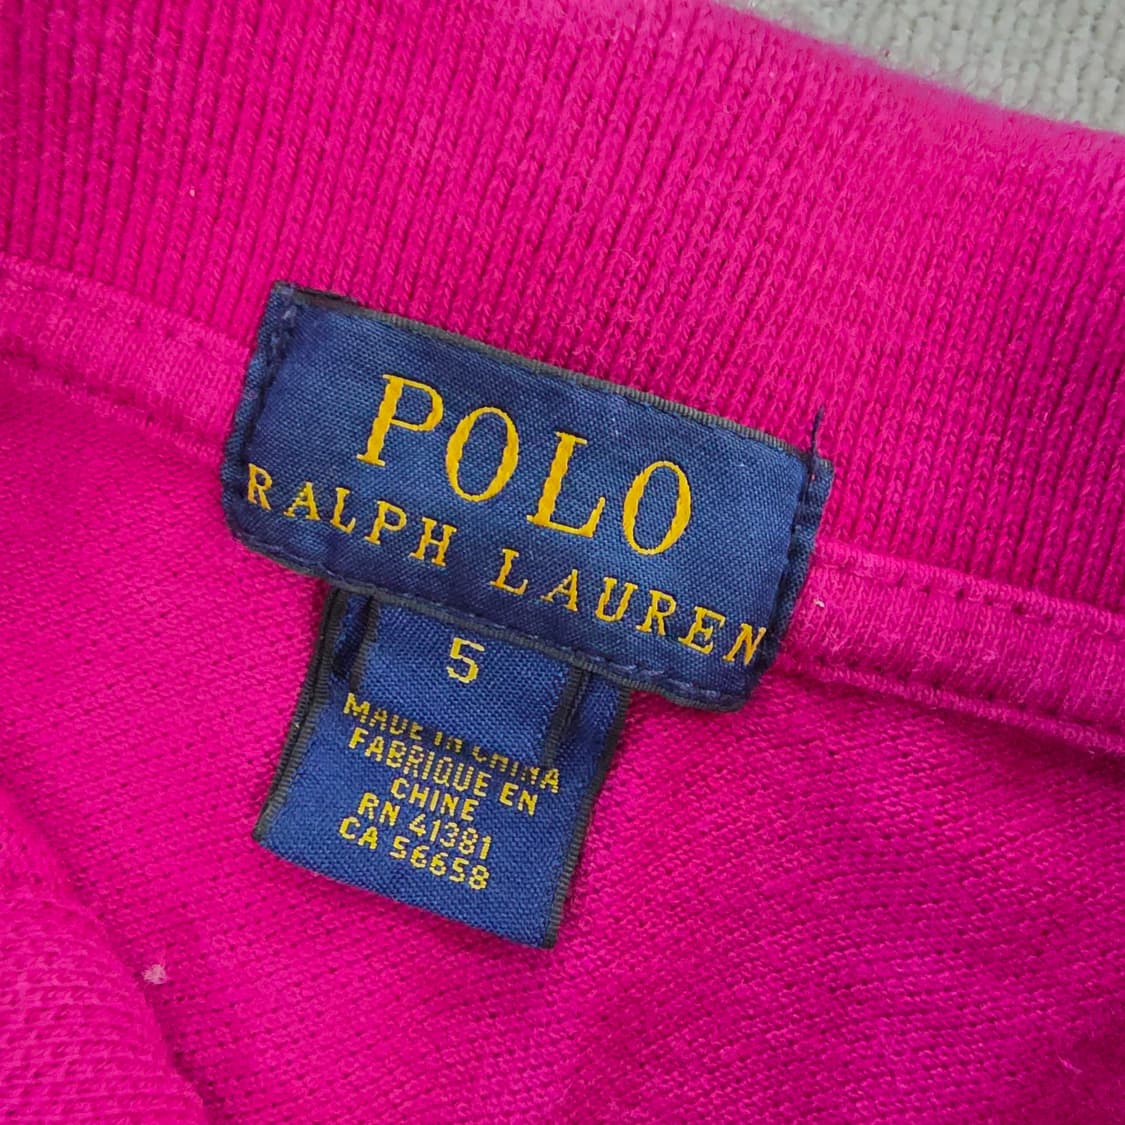 POLO
RALPH LAUREN
5
MADE IN CHINA
FABRIQUE EN
CHINE
RN 41381
CA 56658